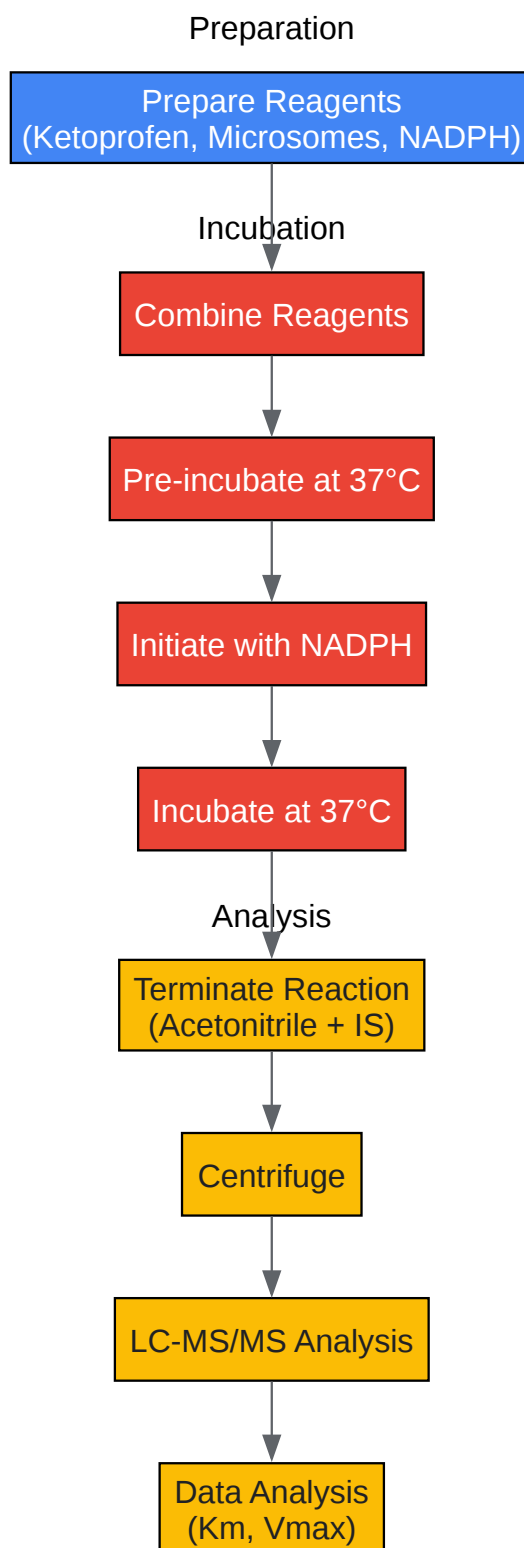 Preparation
Prepare Reagents
(Ketoprofen, Microsomes, NADPH)
Incubation
Combine Reagents
Pre-incubate at 37°C
Initiate with NADPH
Incubate at 37°C
Analysis
Terminate Reaction
(Acetonitrile + IS)
Centrifuge
LC-MS/MS Analysis
Data Analysis
(Km, Vmax)